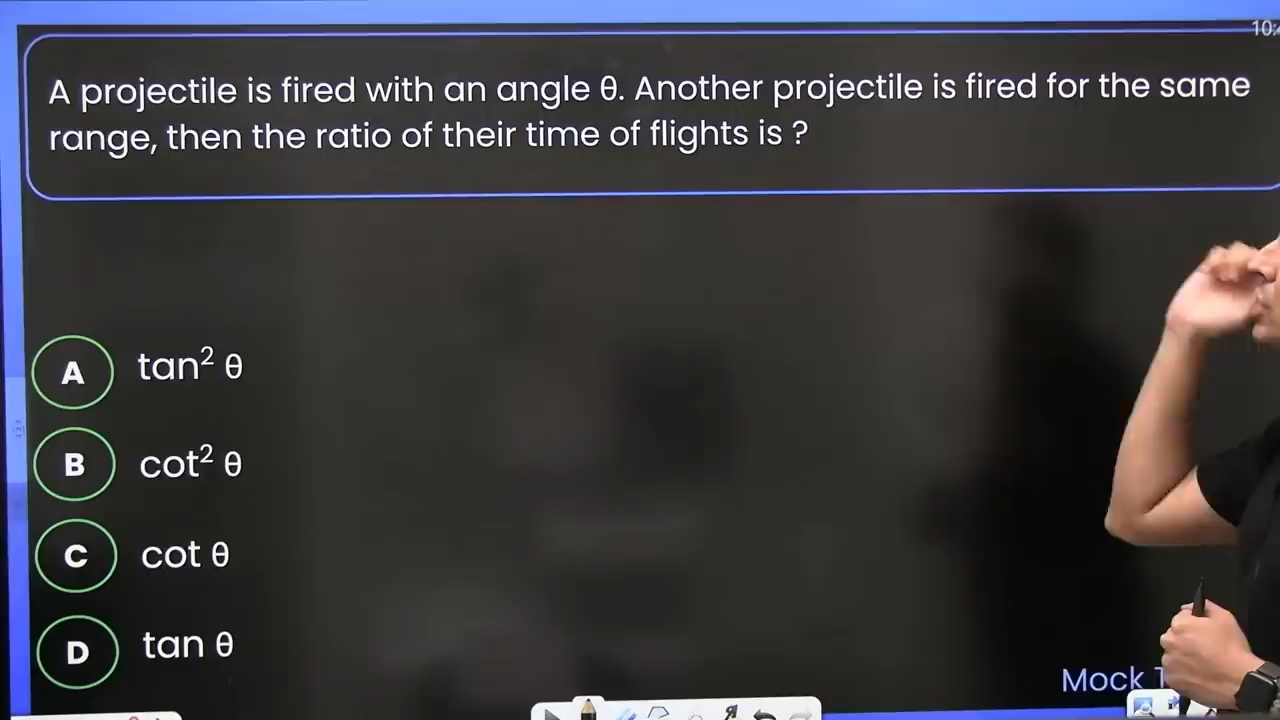 A projectile is fired with an angle θ. Another projectile is fired for the same
range, then the ratio of their time of flights is ?
A tan² θ
B cot² θ
C cot θ
D tan θ
Mock